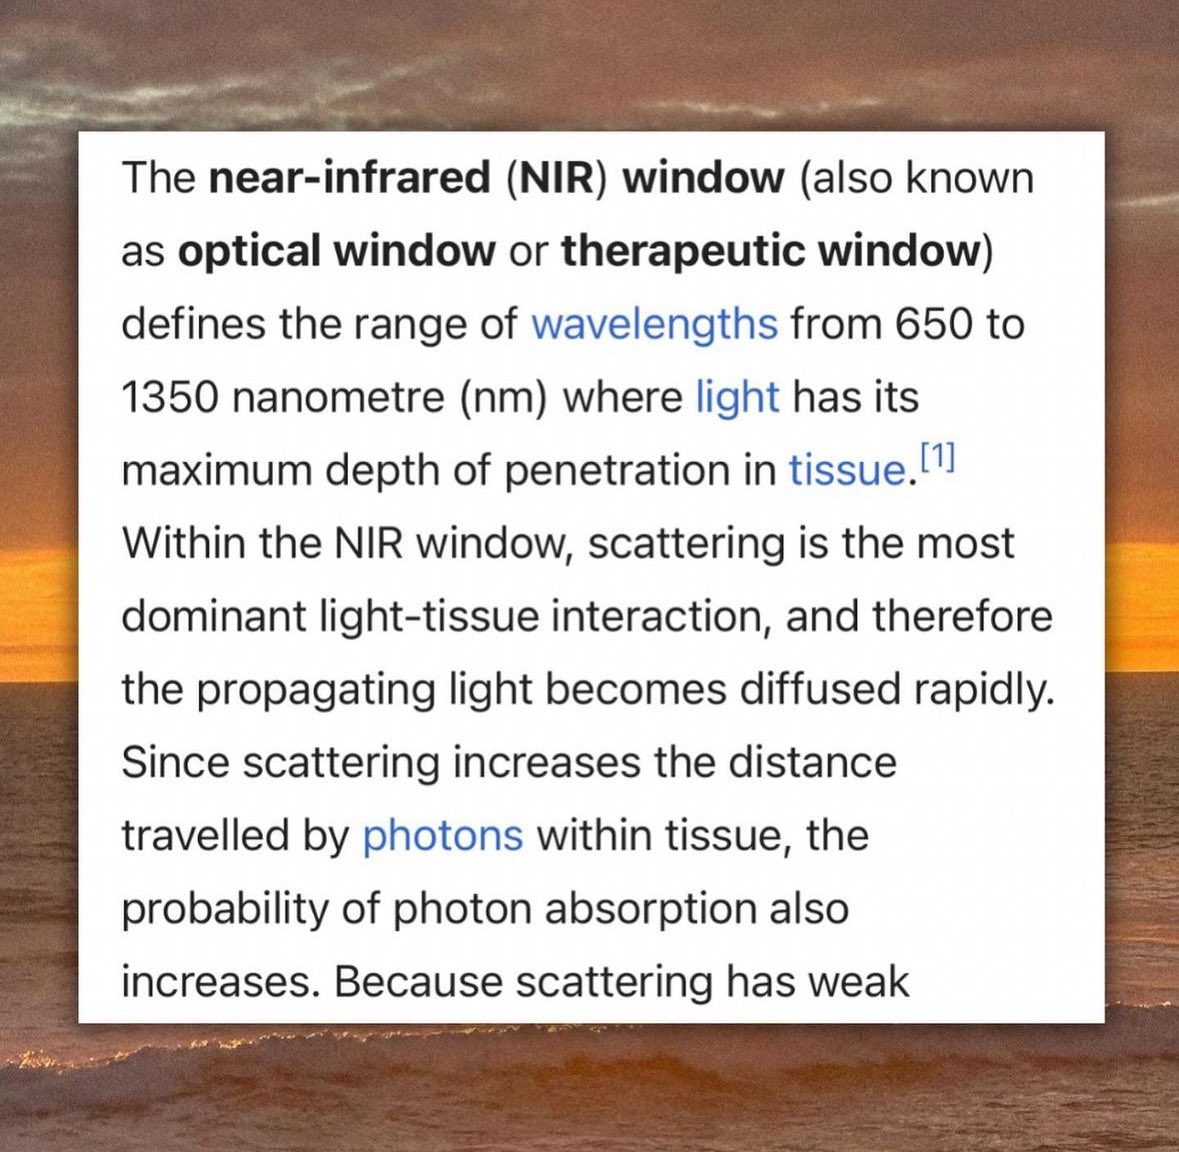 The near-infrared (NIR) window (also known
as optical window or therapeutic window)
defines the range of wavelengths from 650 to
1350 nanometre (nm) where light has its
maximum depth of penetration in tissue.[1]
Within the NIR window, scattering is the most
dominant light-tissue interaction, and therefore
the propagating light becomes diffused rapidly.
Since scattering increases the distance
travelled by photons within tissue, the
probability of photon absorption also
increases. Because scattering has weak